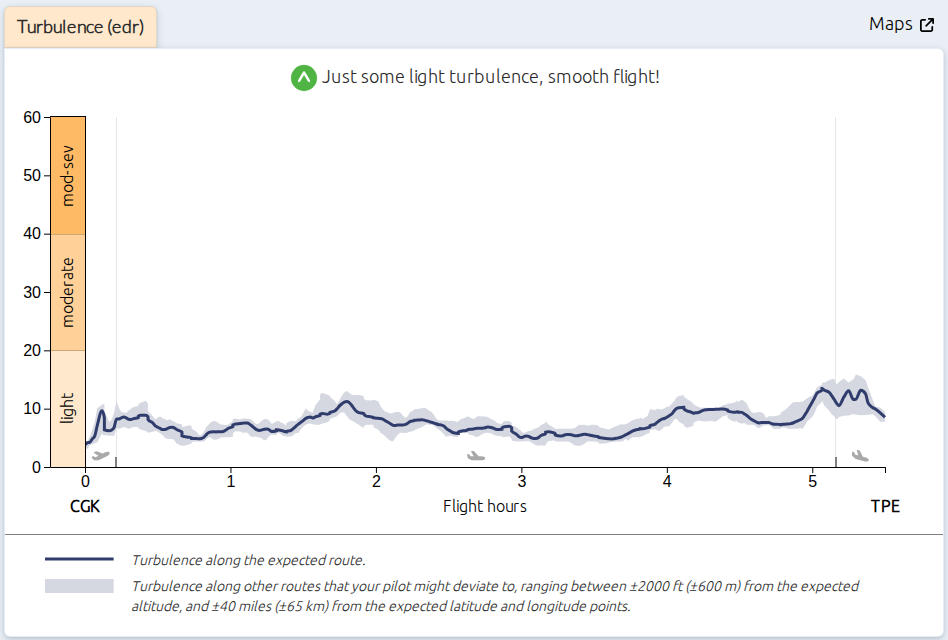 Turbulence (edr)
Maps
Just some light turbulence, smooth flight!
60
50
40
30
20
10
0
mod-sev
moderate
light
0
1
2
3
4
5
CGK
Flight hours
TPE
Turbulence along the expected route.
Turbulence along other routes that your pilot might deviate to, ranging between ±2000 ft (±600 m) from the expected
altitude, and ±40 miles (±65 km) from the expected latitude and longitude points.